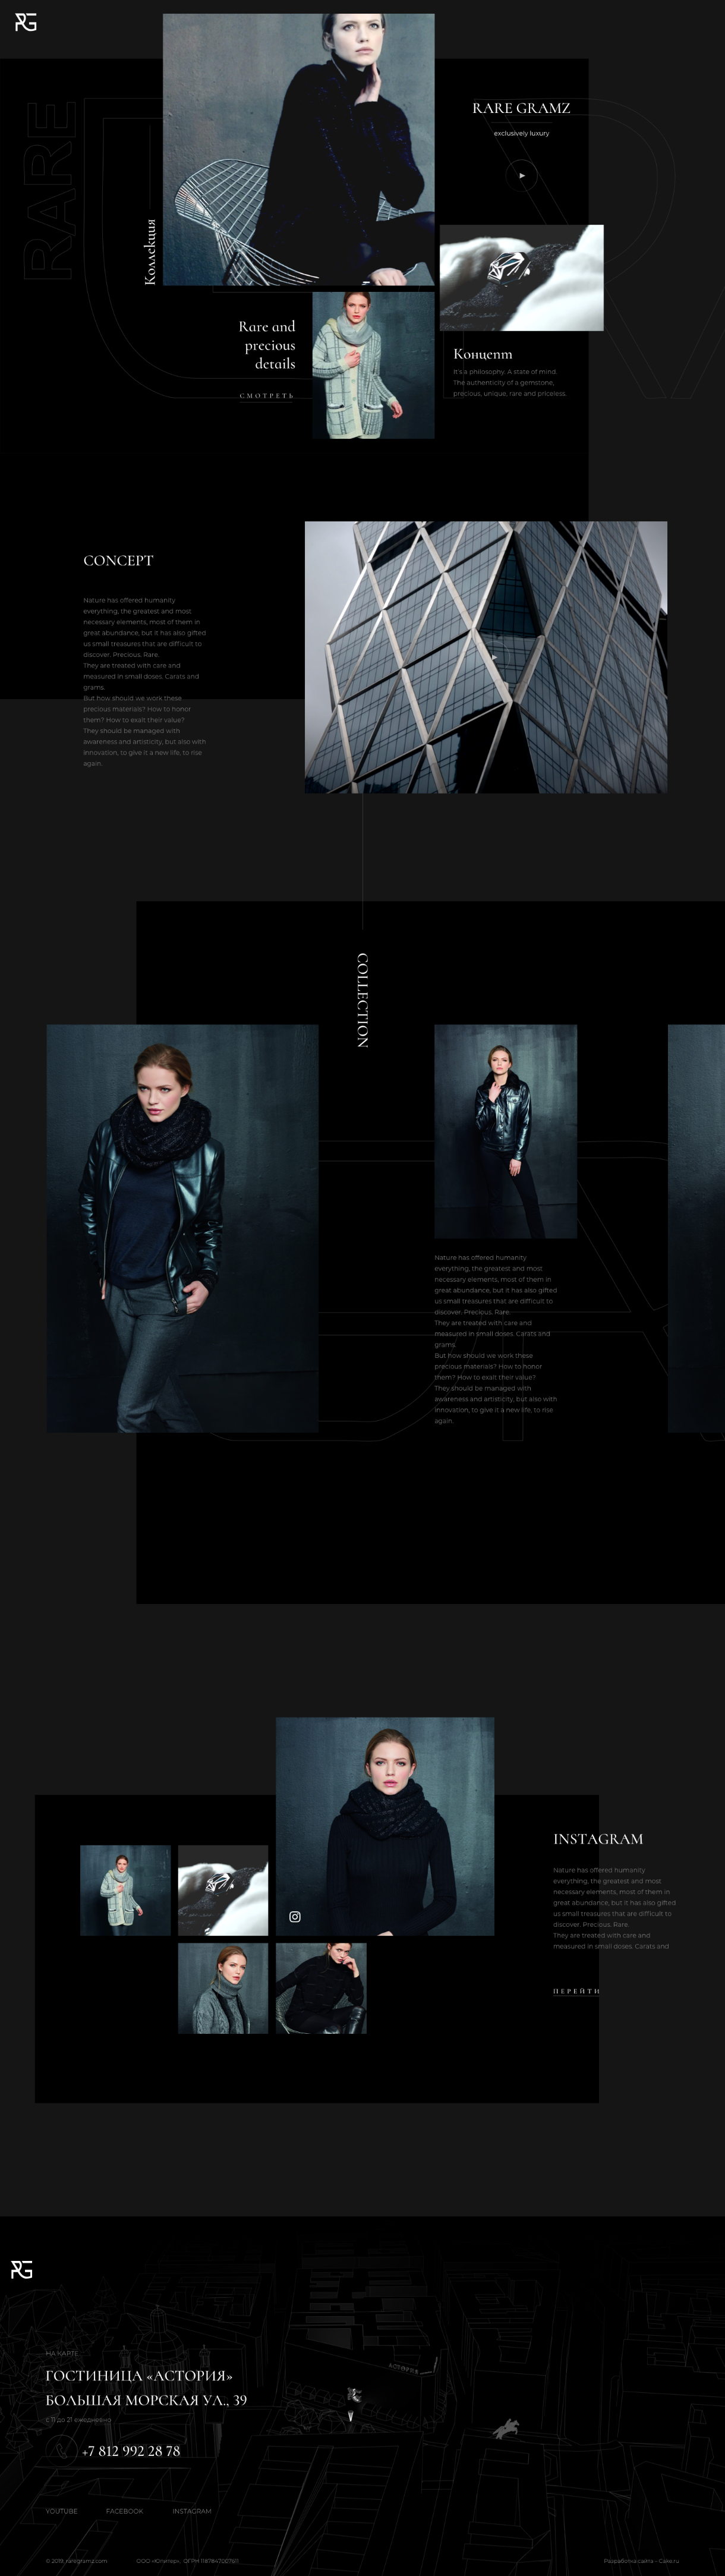 RG
RARE
RARE GRAMZ
exclusively luxury
Коллекция
Rare and
precious
details
СМОТРЕТЬ
Концепт
It's a philosophy. A state of mind.
The authenticity of a gemstone,
precious, unique, rare and priceless.
CONCEPT
Nature has offered humanity
everything, the greatest and most
necessary elements, most of them in
great abundance, but it has also gifted
us small treasures that are difficult to
discover. Precious. Rare.
They are treated with care and
measured in small doses. Carats and
grams.
But how should we work these
precious materials? How to honor
them? How to exalt their value?
They should be managed with
awareness and artisticity, but also with
innovation, to give it a new life, to rise
again.
COLLECTION
Nature has offered humanity
everything, the greatest and most
necessary elements, most of them in
great abundance, but it has also gifted
us small treasures that are difficult to
discover. Precious. Rare.
They are treated with care and
measured in small doses. Carats and
grams.
But how should we work these
precious materials? How to honor
them? How to exalt their value?
They should be managed with
awareness and artisticity, but also with
innovation, to give it a new life, to rise
again.
INSTAGRAM
Nature has offered humanity
everything, the greatest and most
necessary elements, most of them in
great abundance, but it has also gifted
us small treasures that are difficult to
discover. Precious. Rare.
They are treated with care and
measured in small doses. Carats and
ПЕРЕЙТИ
RG
НА КАРТЕ
ГОСТИНИЦА «АСТОРИЯ»
БОЛЬШАЯ МОРСКАЯ УЛ., 39
с 11 до 21 ежедневно
+7 812 992 28 78
YOUTUBE FACEBOOK INSTAGRAM
© 2019, raregramz.com ООО «Юпитер», ОГРН Разработка сайта –